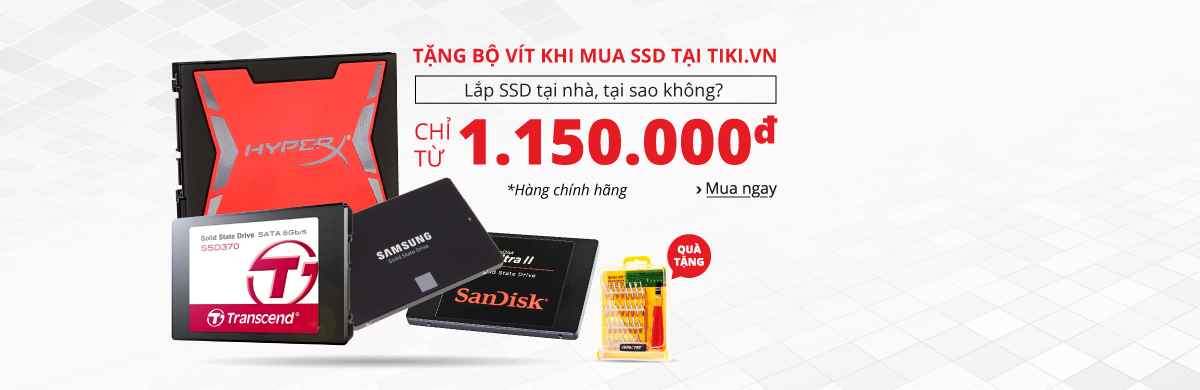 TẶNG BỘ VÍT KHI MUA SSD TẠI TIKI.VN
Lắp SSD tại nhà, tại sao không?
CHỈ TỪ 1.150.000đ
*Hàng chính hãng
› Mua ngay
HYPERX
Solid State Drive SATA 6Gb/s
SSD370
Transcend®
SAMSUNG
Solid State Drive
II
State Drive
SanDisk®
QUÀ TẶNG